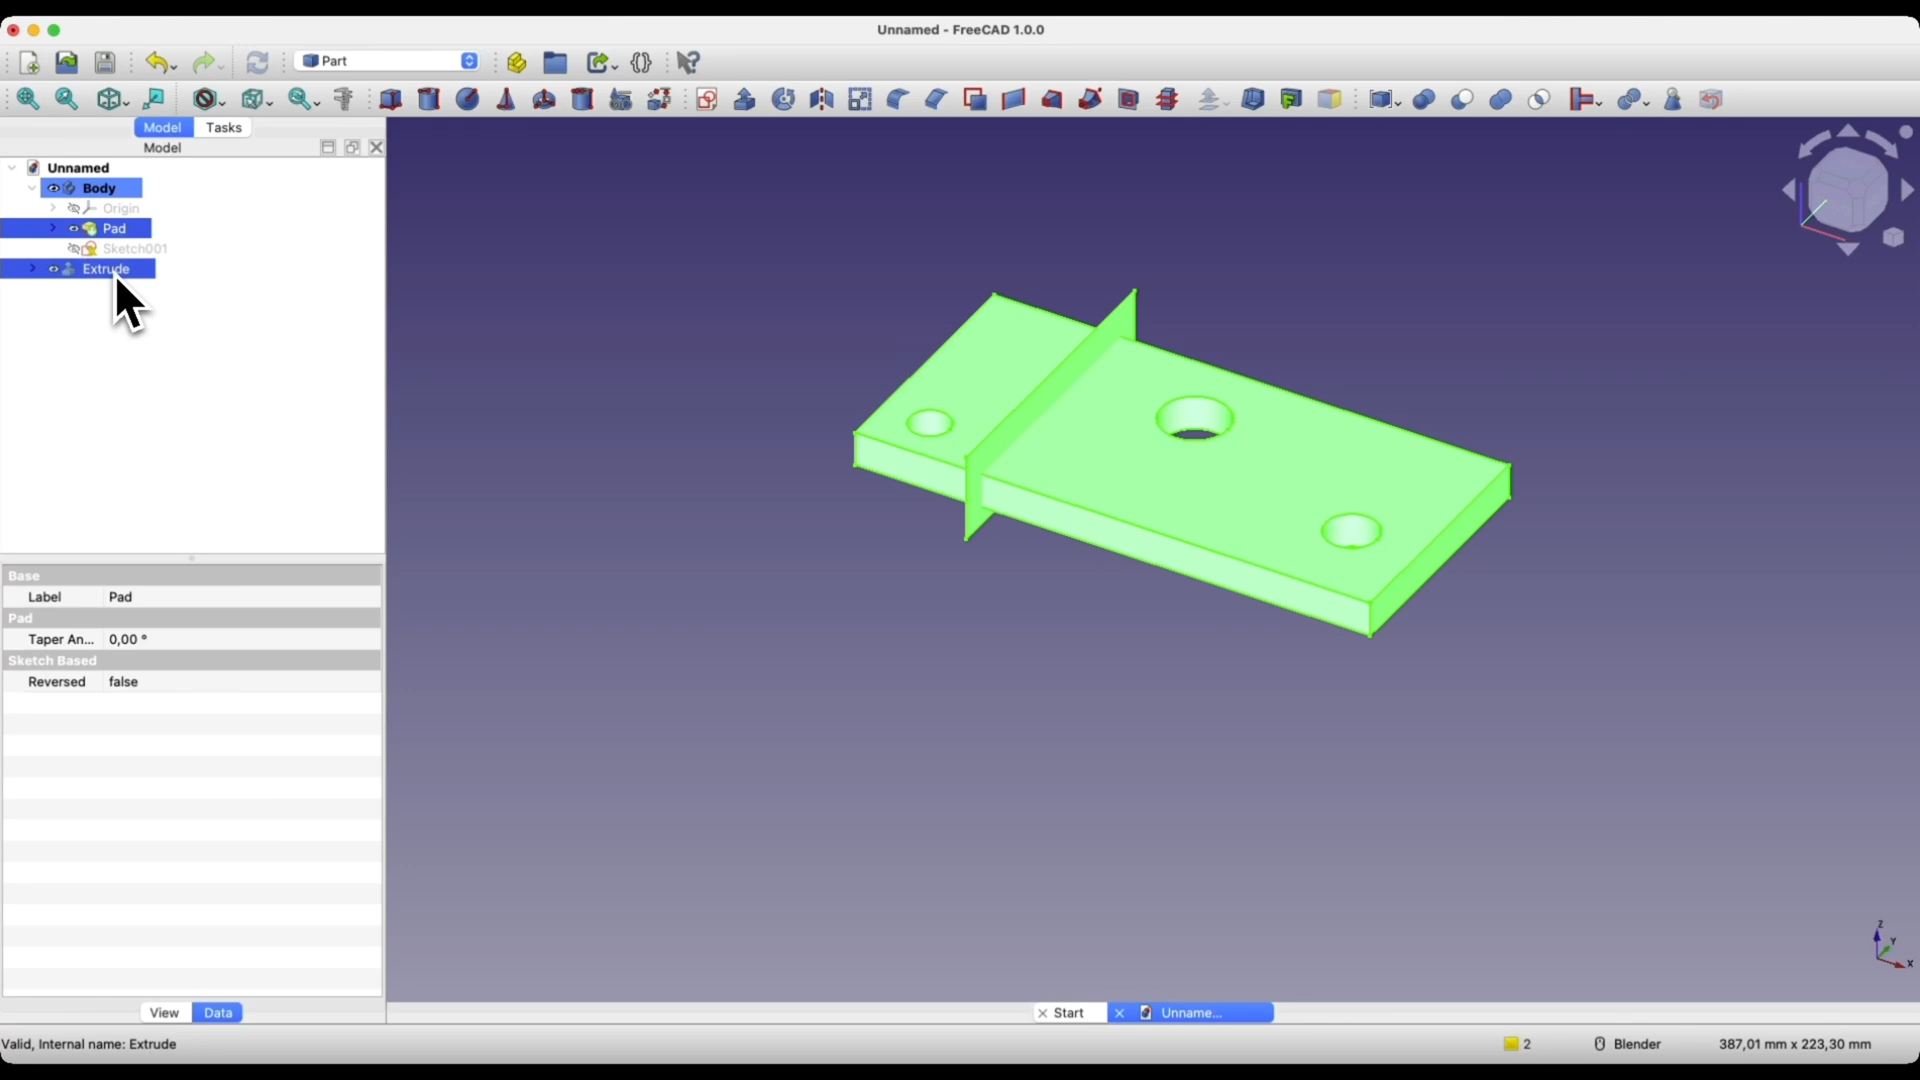 Unnamed - FreeCAD 1.0.0
Part
Model Tasks
Model
Unnamed
Body
Origin
Pad
Sketch001
Extrude
Base
Label Pad
Pad
Taper An... 0,00 °
Sketch Based
Reversed false
View Data
Start Unname...
Valid, Internal name: Extrude 2 Blender 387,01 mm x 223,30 mm
Z
Y
X